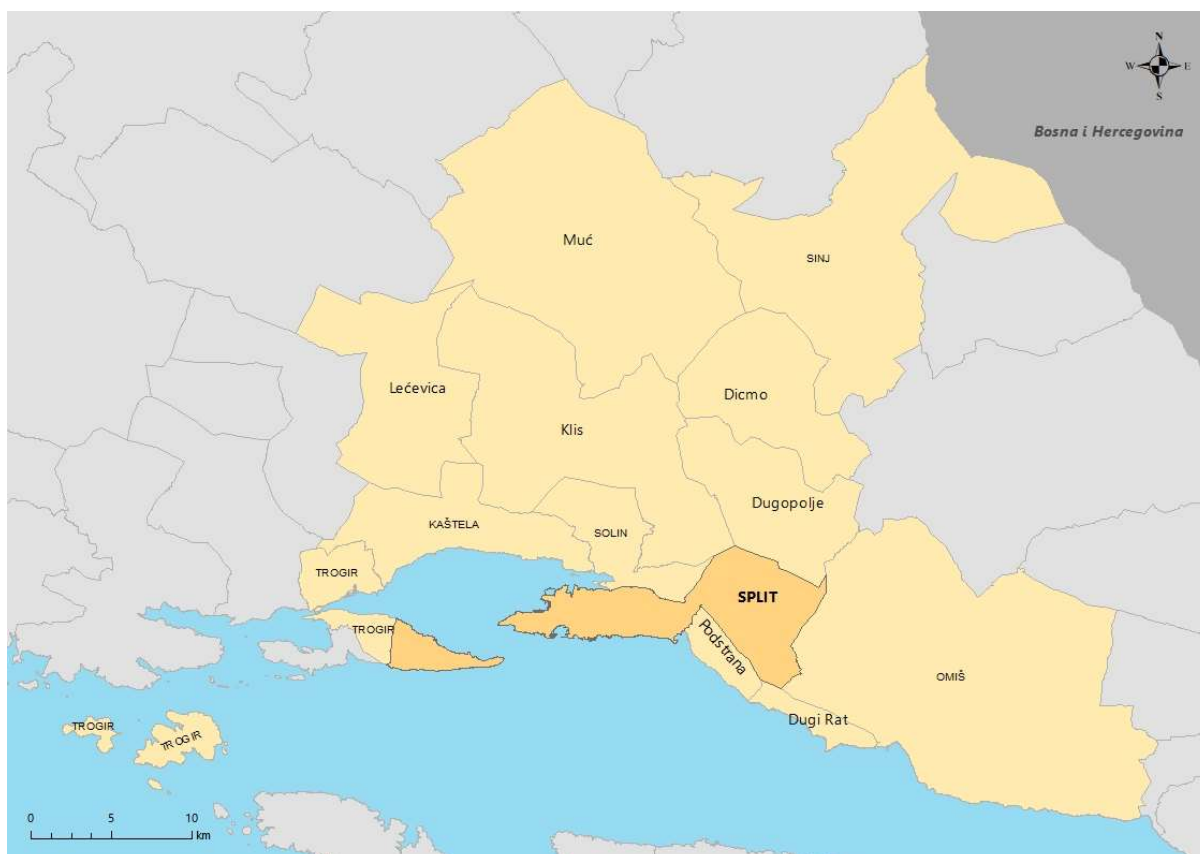 N
W E
S
Bosna i Hercegovina
Muć
SINJ
Lećevica
Dicmo
Klis
Dugopolje
KAŠTELA
SOLIN
TROGIR
SPLIT
TROGIR
Podstrana
OMIŠ
Dugi Rat
TROGIR
TROGIR
0 5 10
km